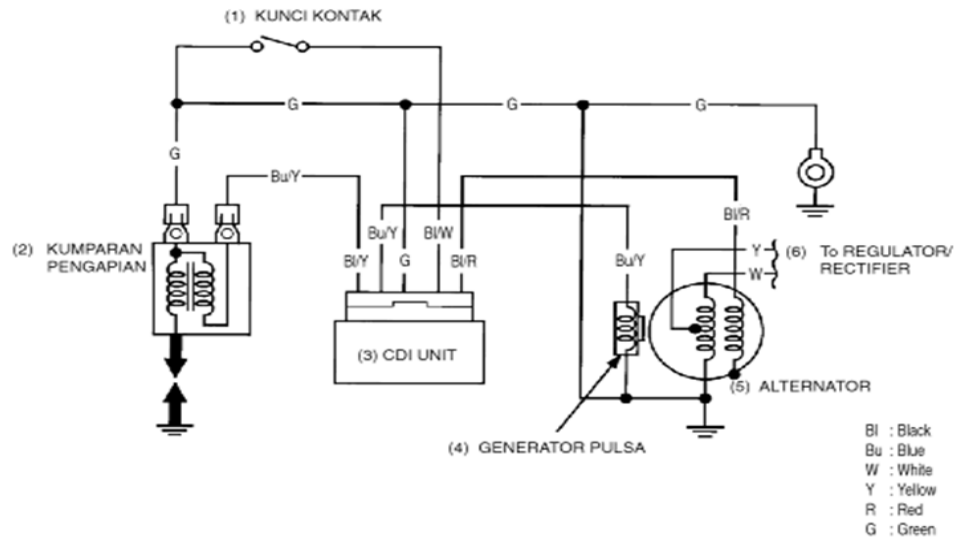 (1) KUNCI KONTAK
G
G
G
G
Bu/Y
Bl/R
(2) KUMPARAN
PENGAPIAN
Bu/Y
Bl/W
Bl/Y
G
Bl/R
Bu/Y
Y
W
(6) To REGULATOR/
RECTIFIER
(3) CDI UNIT
(5) ALTERNATOR
(4) GENERATOR PULSA
Bl : Black
Bu : Blue
W : White
Y : Yellow
R : Red
G : Green